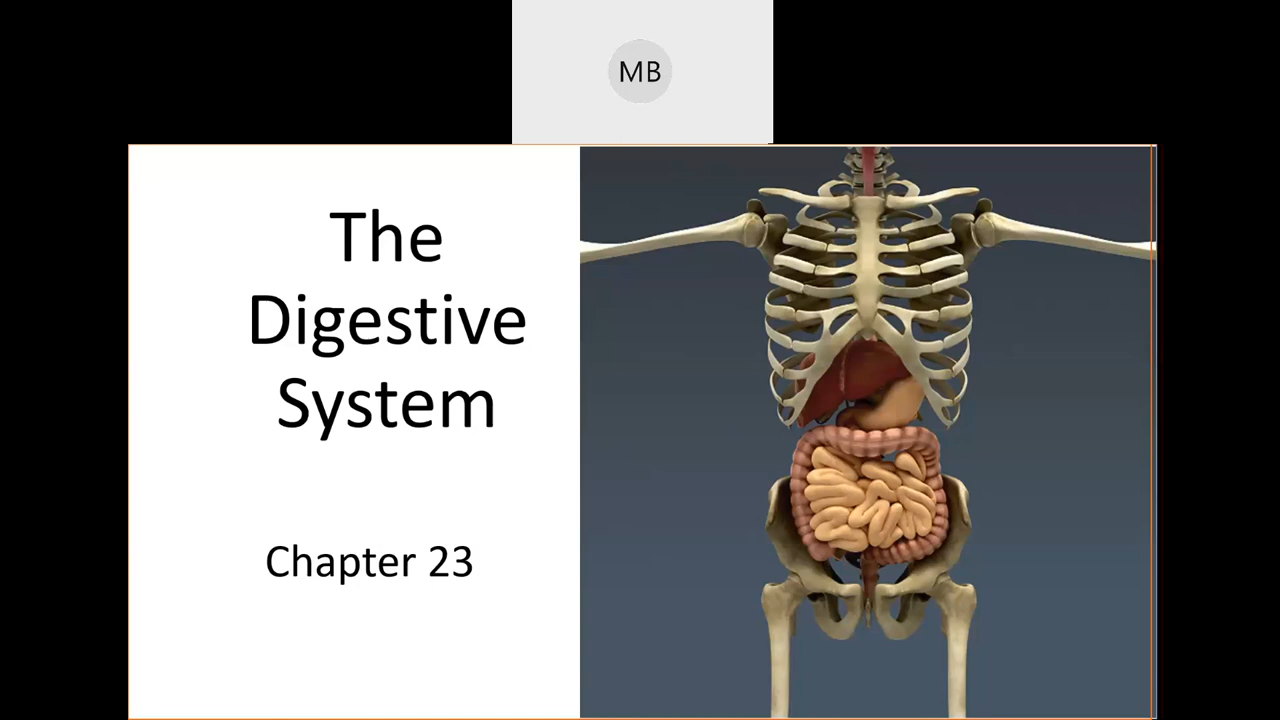 MB
The
Digestive
System
Chapter 23